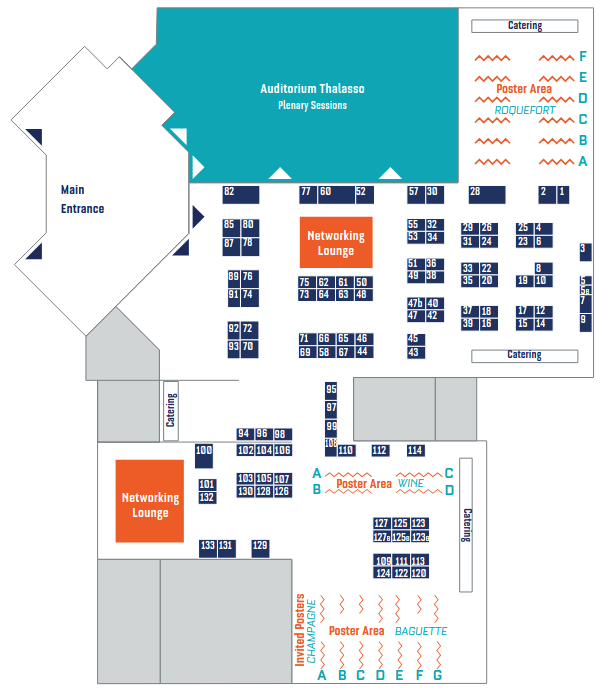 Catering
Auditorium Thalasso
Plenary Sessions
F
E
Poster Area
D
ROQUEFORT
C
B
A
Main
Entrance
82 77 60 52 57 30 28 2 1
85 80 55 32 29 26 25 4
87 78 53 34 31 24 23 6
Networking
Lounge
3
51 36 33 22 8
89 76 75 62 61 50 49 38 35 20 19 10 5
91 74 73 64 63 48 5B
47b 40 7
47 42 37 18 17 12
92 72 39 16 15 14 9
93 70 71 66 65 46 45
69 58 67 44 43
Catering
Catering
95
97
99
108
94 96 98
100 102 104 106 110 112 114
101 103 105 107
132 130 128 126
A C
Poster Area WINE
B D
Networking
Lounge
Catering
127 125 123
127B 125B 123B
133 131 129
109 111 113
124 122 120
Invited Posters
CHAMPAGNE
Poster Area BAGUETTE
A B C D E F G